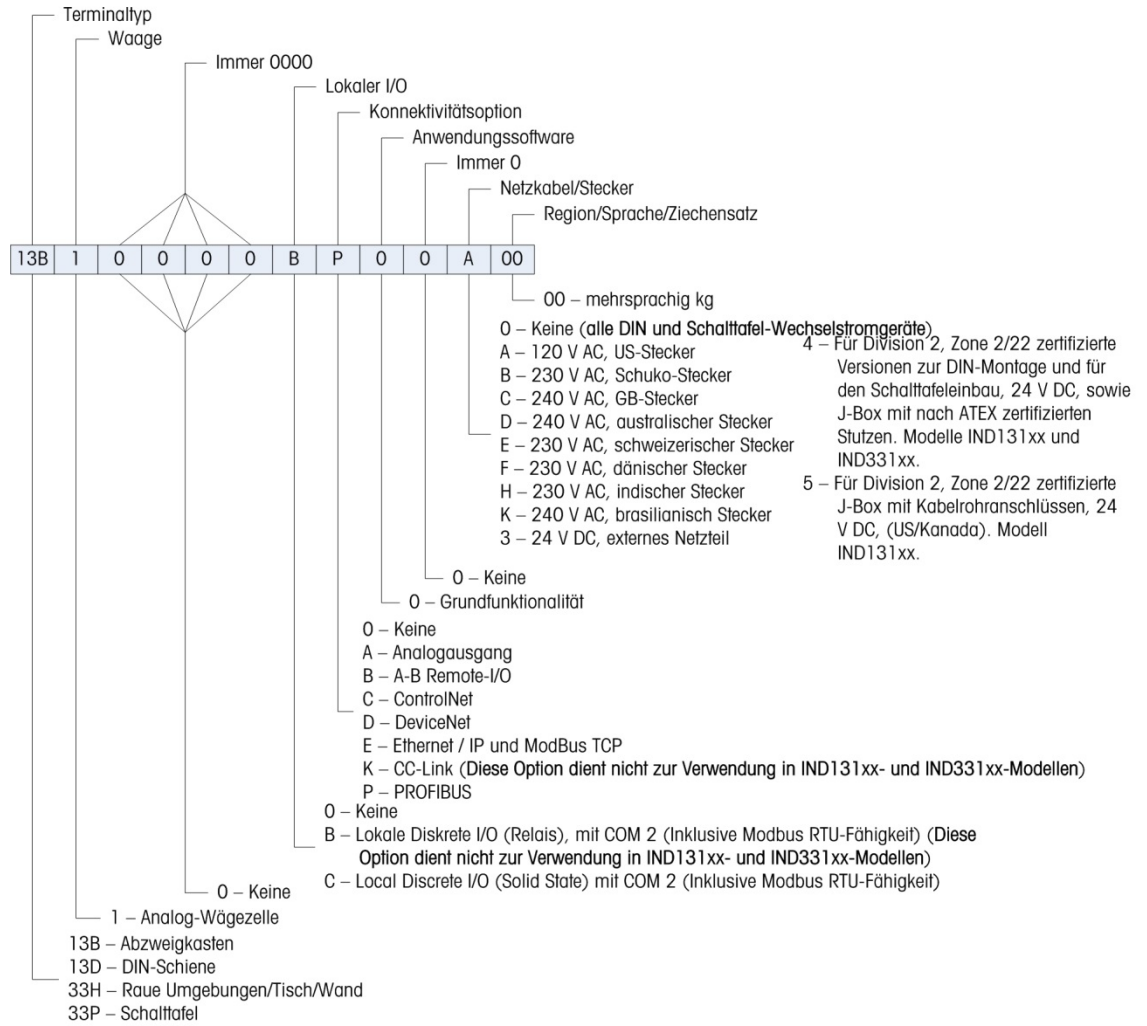 Terminaltyp
Waage
Immer 0000
Lokaler I/O
Konnektivitätsoption
Anwendungssoftware
Immer 0
Netzkabel/Stecker
Region/Sprache/Ziechensatz
13B 1 0 0 0 0 B P 0 0 A 00
00 – mehrsprachig kg
0 – Keine (alle DIN und Schalttafel-Wechselstromgeräte)
A – 120 V AC, US-Stecker
B – 230 V AC, Schuko-Stecker
C – 240 V AC, GB-Stecker
D – 240 V AC, australischer Stecker
E – 230 V AC, schweizerischer Stecker
F – 230 V AC, dänischer Stecker
H – 230 V AC, indischer Stecker
K – 240 V AC, brasilianisch Stecker
3 – 24 V DC, externes Netzteil
4 – Für Division 2, Zone 2/22 zertifizierte
Versionen zur DIN-Montage und für
den Schalttafeleinbau, 24 V DC, sowie
J-Box mit nach ATEX zertifizierten
Stutzen. Modelle IND131xx und
IND331xx.
5 – Für Division 2, Zone 2/22 zertifizierte
J-Box mit Kabelrohranschlüssen, 24
V DC, (US/Kanada). Modell
IND131xx.
0 – Keine
0 – Grundfunktionalität
0 – Keine
A – Analogausgang
B – A-B Remote-I/O
C – ControlNet
D – DeviceNet
E – Ethernet / IP und ModBus TCP
K – CC-Link (Diese Option dient nicht zur Verwendung in IND131xx- und IND331xx-Modellen)
P – PROFIBUS
0 – Keine
B – Lokale Diskrete I/O (Relais), mit COM 2 (Inklusive Modbus RTU-Fähigkeit) (Diese
Option dient nicht zur Verwendung in IND131xx- und IND331xx-Modellen)
C – Local Discrete I/O (Solid State) mit COM 2 (Inklusive Modbus RTU-Fähigkeit)
0 – Keine
1 – Analog-Wägezelle
13B – Abzweigkasten
13D – DIN-Schiene
33H – Raue Umgebungen/Tisch/Wand
33P – Schalttafel